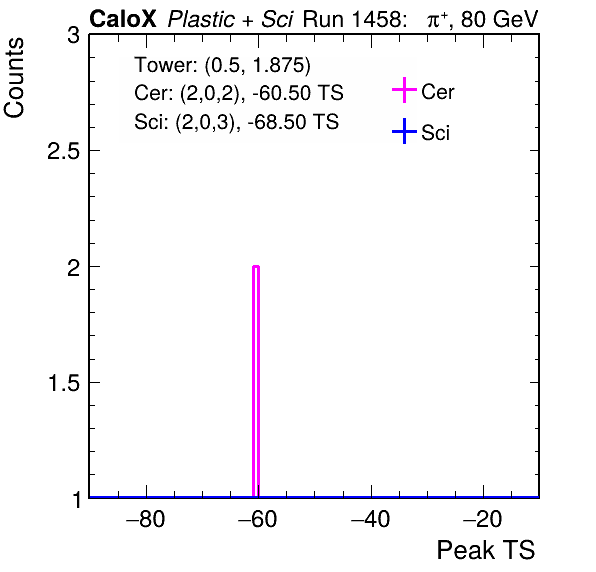 CaloX Plastic + Sci Run 1458: π+, 80 GeV
Counts
3
2.5
2
1.5
1
Tower: (0.5, 1.875)
Cer: (2,0,2), -60.50 TS
Sci: (2,0,3), -68.50 TS
Cer
Sci
−80 −60 −40 −20
Peak TS